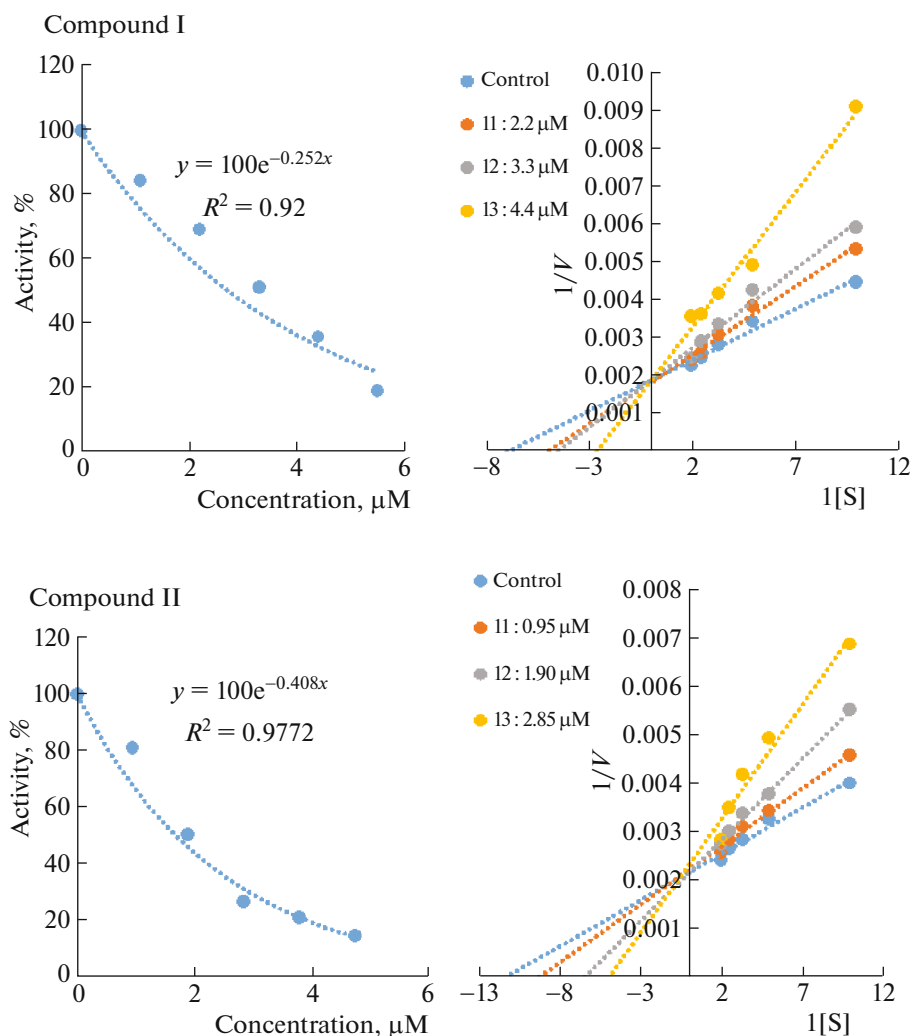 Compound I
120
100
80
60
40
20
0
Activity, %
y = 100e^{−0.252x}
R² = 0.92
0
2
4
6
Concentration, μM
Control
I1 : 2.2 μM
I2 : 3.3 μM
I3 : 4.4 μM
1/V
0.010
0.009
0.008
0.007
0.006
0.005
0.004
0.003
0.002
0.001
−8
−3
2
7
12
1[S]
Compound II
120
100
80
60
40
20
0
Activity, %
y = 100e^{−0.408x}
R² = 0.9772
0
2
4
6
Concentration, μM
Control
I1 : 0.95 μM
I2 : 1.90 μM
I3 : 2.85 μM
1/V
0.008
0.007
0.006
0.005
0.004
0.003
0.002
0.001
−13
−8
−3
2
7
12
1[S]